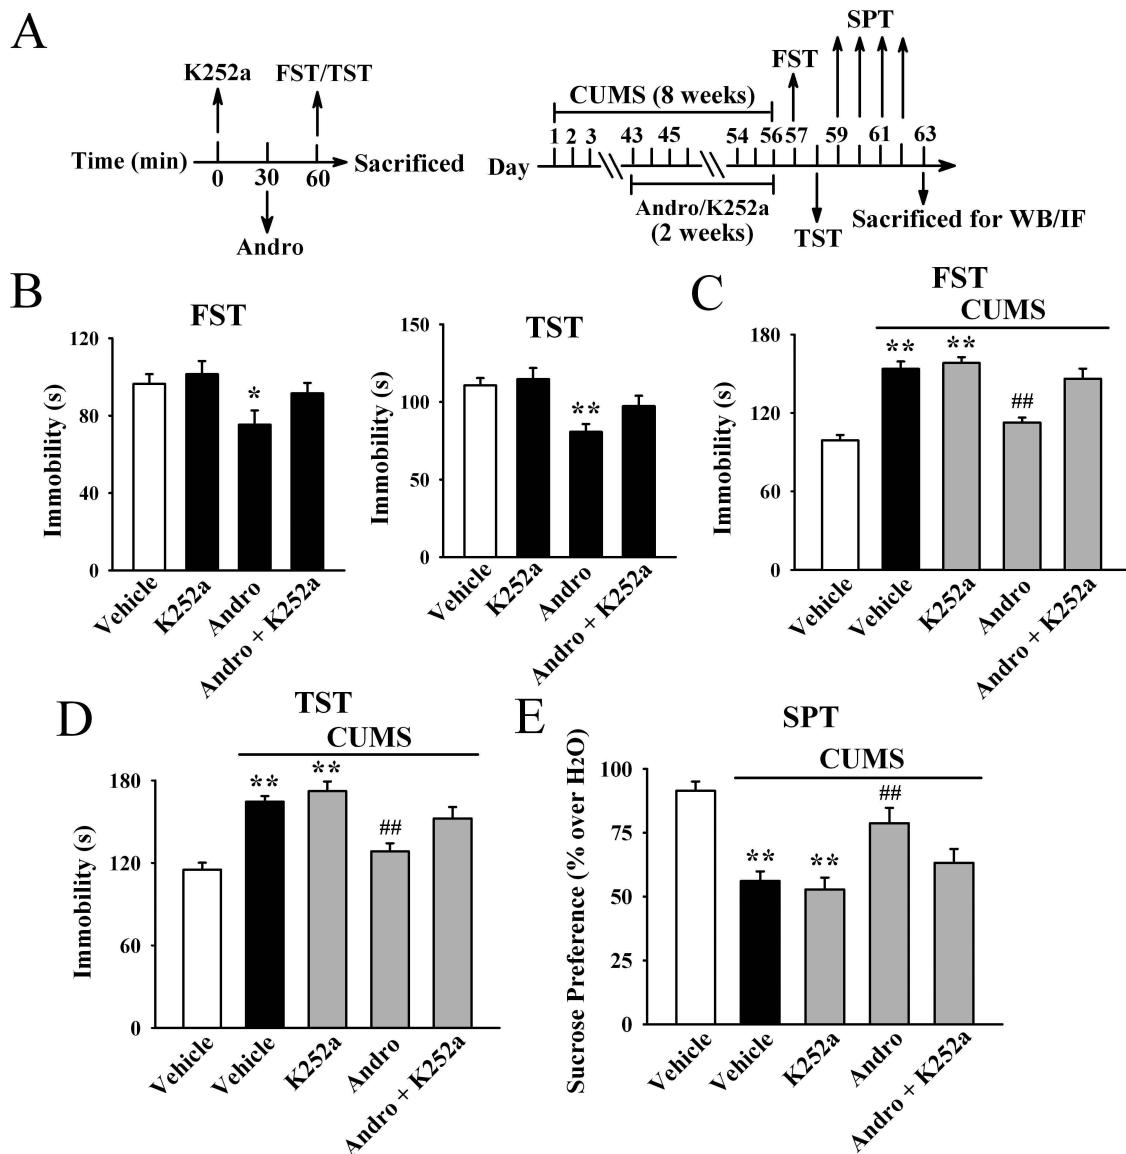 A
K252a
FST/TST
Time (min)
0
30
60
Sacrificed
Andro
SPT
FST
CUMS (8 weeks)
1 2 3 43 45 54 56 57 59 61 63
Day
Andro/K252a
(2 weeks)
TST
Sacrificed for WB/IF
B
FST
Immobility (s)
120
80
40
0
Vehicle
K252a
Andro
Andro + K252a
*
TST
Immobility (s)
150
100
50
0
Vehicle
K252a
Andro
Andro + K252a
**
C
FST
CUMS
Immobility (s)
180
120
60
0
** ** ##
Vehicle
Vehicle
K252a
Andro
Andro + K252a
D
TST
CUMS
Immobility (s)
180
120
60
0
** ** ##
Vehicle
Vehicle
K252a
Andro
Andro + K252a
E
SPT
CUMS
Sucrose Preference (% over H2O)
100
75
50
25
0
** ** ##
Vehicle
Vehicle
K252a
Andro
Andro + K252a